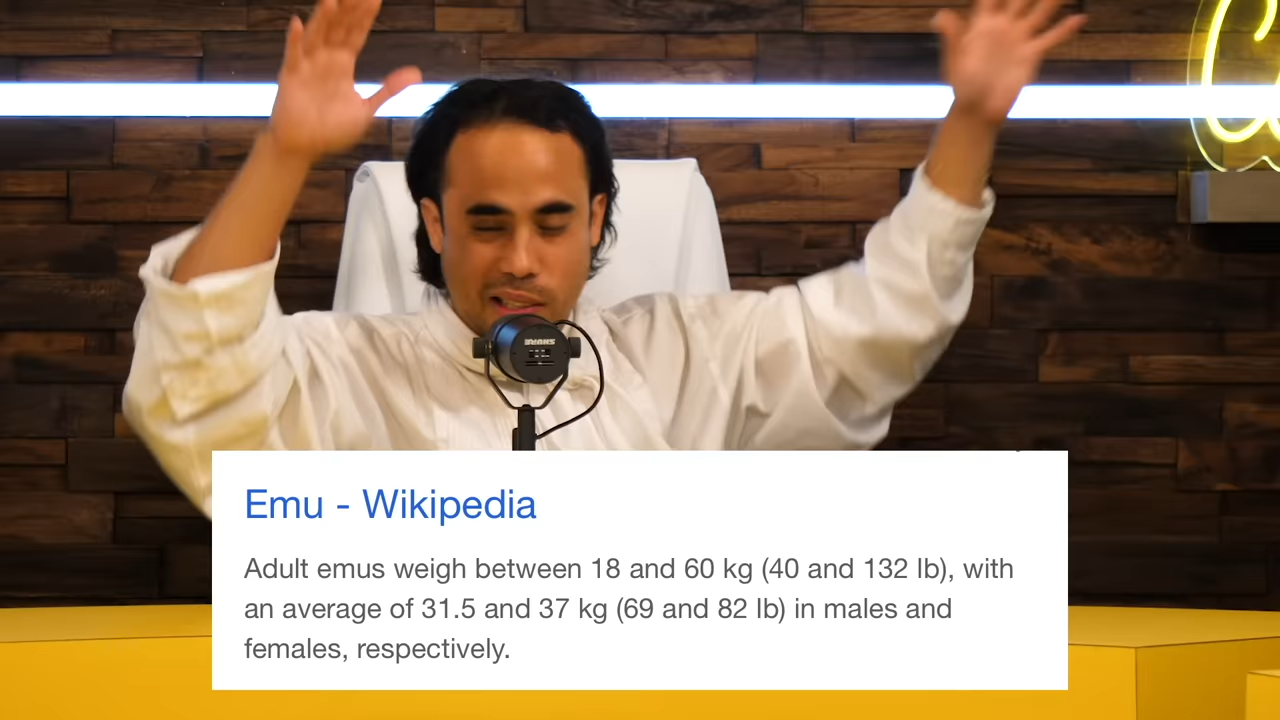 SHURE
Emu - Wikipedia
Adult emus weigh between 18 and 60 kg (40 and 132 lb), with
an average of 31.5 and 37 kg (69 and 82 lb) in males and
females, respectively.